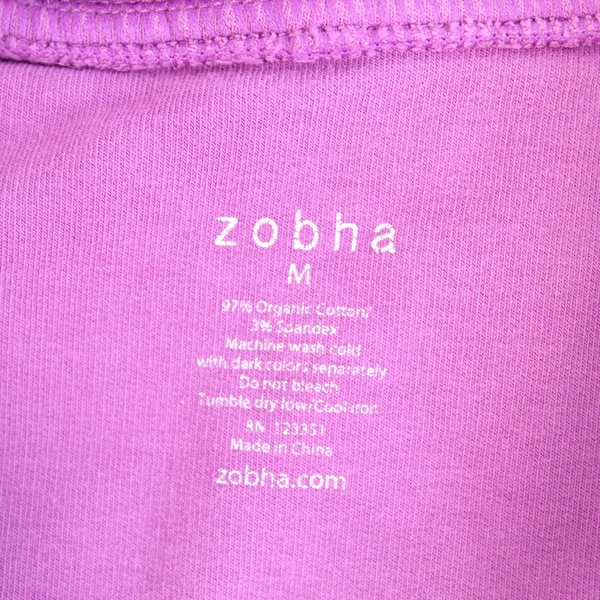 zobha
M
97% Organic Cotton/
3% Spandex
Machine wash cold
with dark colors separately
Do not bleach
Tumble dry low/Cool iron
RN 123351
Made in China
zobha.com